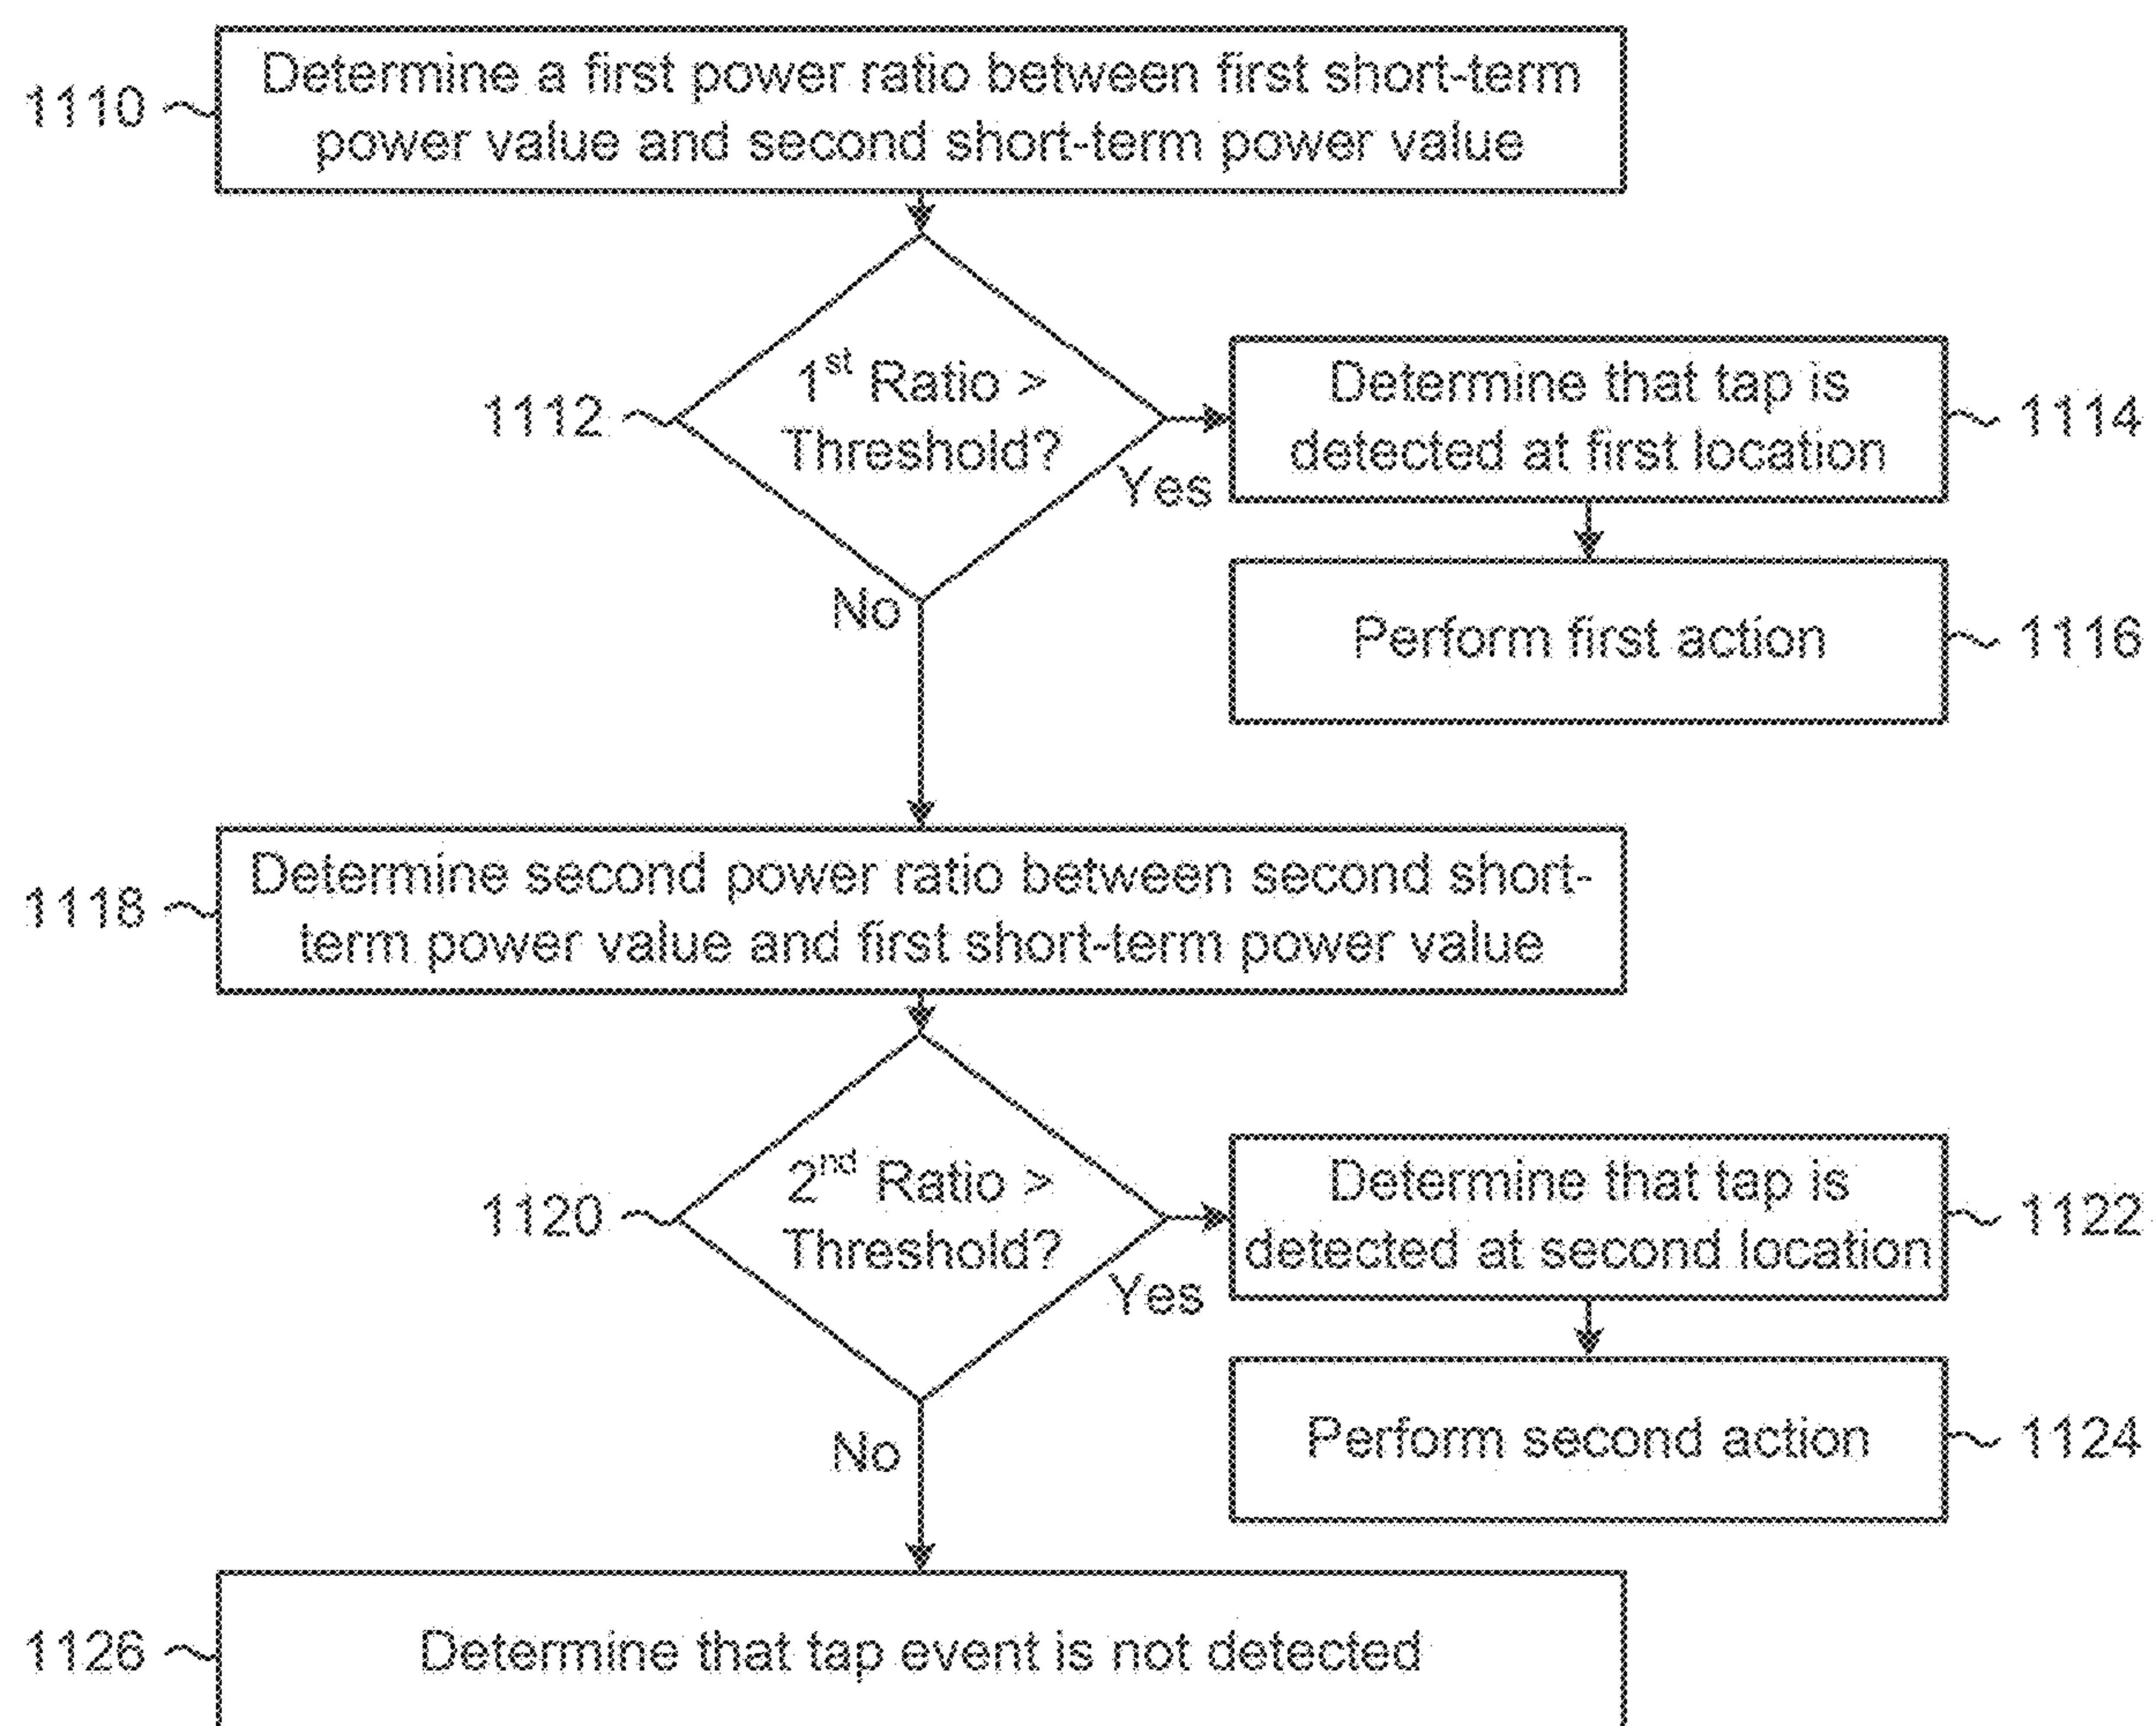 1110
Determine a first power ratio between first short-term
power value and second short-term power value
1112
1st Ratio >
Threshold?
Yes
No
Determine that tap is
detected at first location
1114
Perform first action
1116
1118
Determine second power ratio between second short-
term power value and first short-term power value
1120
2nd Ratio >
Threshold?
Yes
No
Determine that tap is
detected at second location
1122
Perform second action
1124
1126
Determine that tap event is not detected